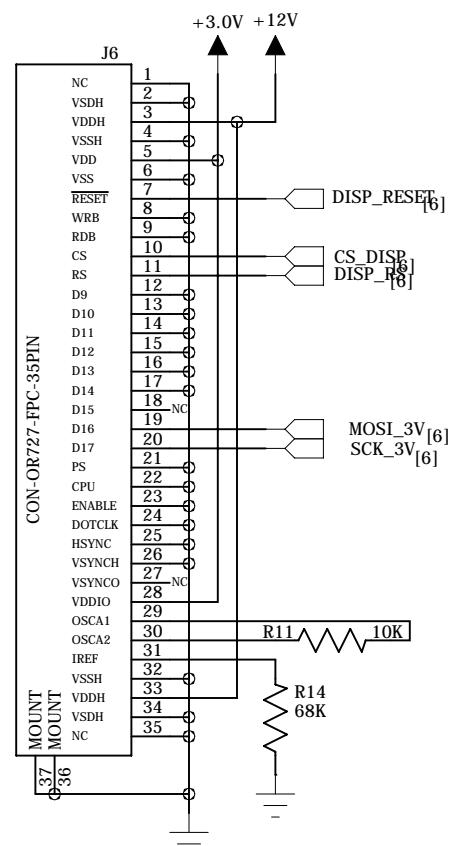 +3.0V +12V
J6
NC 1
VSDH 2
VDDH 3
VSSH 4
VDD 5
VSS 6
RESET 7 DISP_RESET [6]
WRB 8
RDB 9
CS 10 CS_DISP [6]
RS 11 DISP_RS [6]
D9 12
D10 13
D11 14
D12 15
D13 16
D14 17
D15 18 NC
D16 19 MOSI_3V [6]
D17 20 SCK_3V [6]
PS 21
CPU 22
ENABLE 23
DOTCLK 24
HSYNC 25
VSYNCH 26
VSYNCO 27 NC
VDDIO 28
OSCA1 29
OSCA2 30 R11 10K
IREF 31
VSSH 32
VDDH 33
VSDH 34
NC 35
R14
68K
CON-OR727-FPC-35PIN
MOUNT 37
MOUNT 36